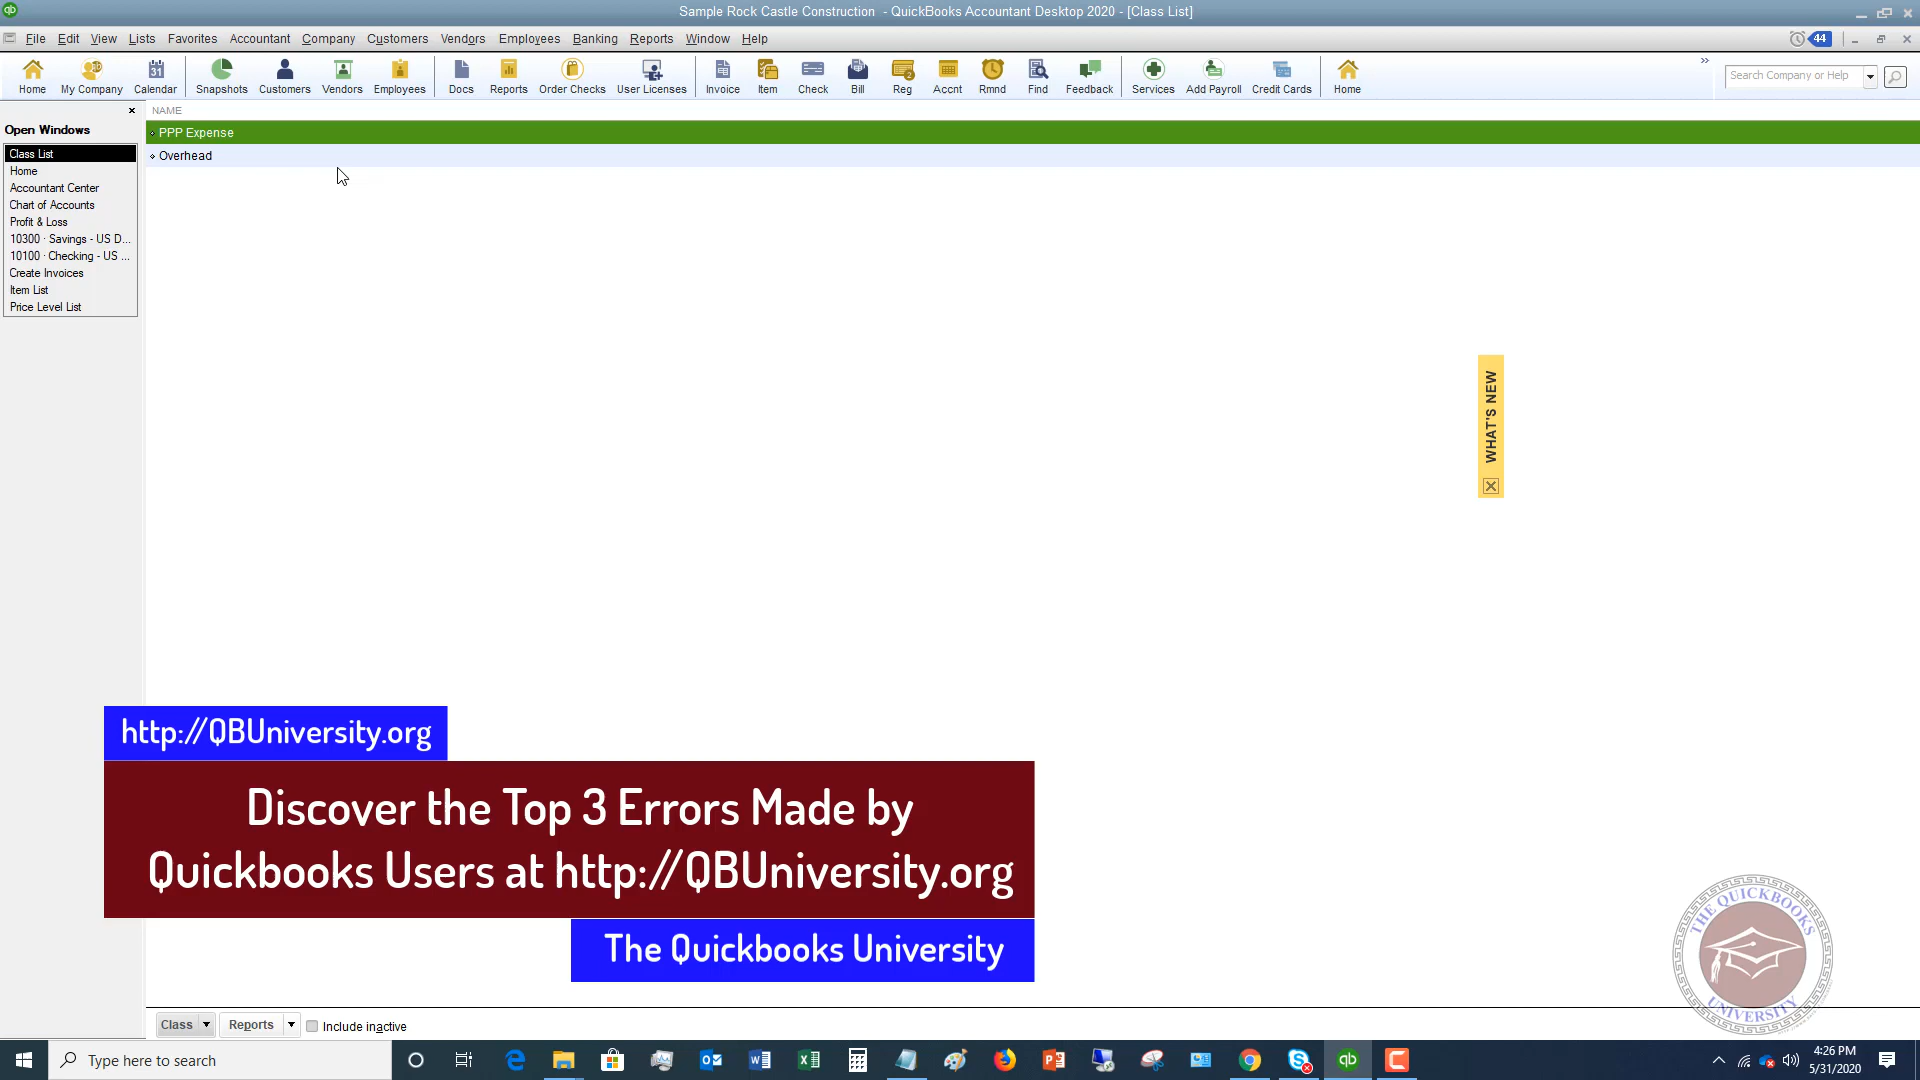 Sample Rock Castle Construction - QuickBooks Accountant Desktop 2020 - [Class List]
File Edit View Lists Favorites Accountant Company Customers Vendors Employees Banking Reports Window Help
44
Home My Company Calendar Snapshots Customers Vendors Employees Docs Reports Order Checks User Licenses Invoice Item Check Bill Reg Accnt Rmnd Find Feedback Services Add Payroll Credit Cards Home
Search Company or Help
Open Windows
Class List
Home
Accountant Center
Chart of Accounts
Profit & Loss
10300 · Savings - US D...
10100 · Checking - US ...
Create Invoices
Item List
Price Level List
NAME
PPP Expense
Overhead
WHAT'S NEW
http://QBUniversity.org
Discover the Top 3 Errors Made by
Quickbooks Users at http://QBUniversity.org
The Quickbooks University
THE QUICKBOOKS
UNIVERSITY
Class Reports Include inactive
Type here to search
4:26 PM
5/31/2020